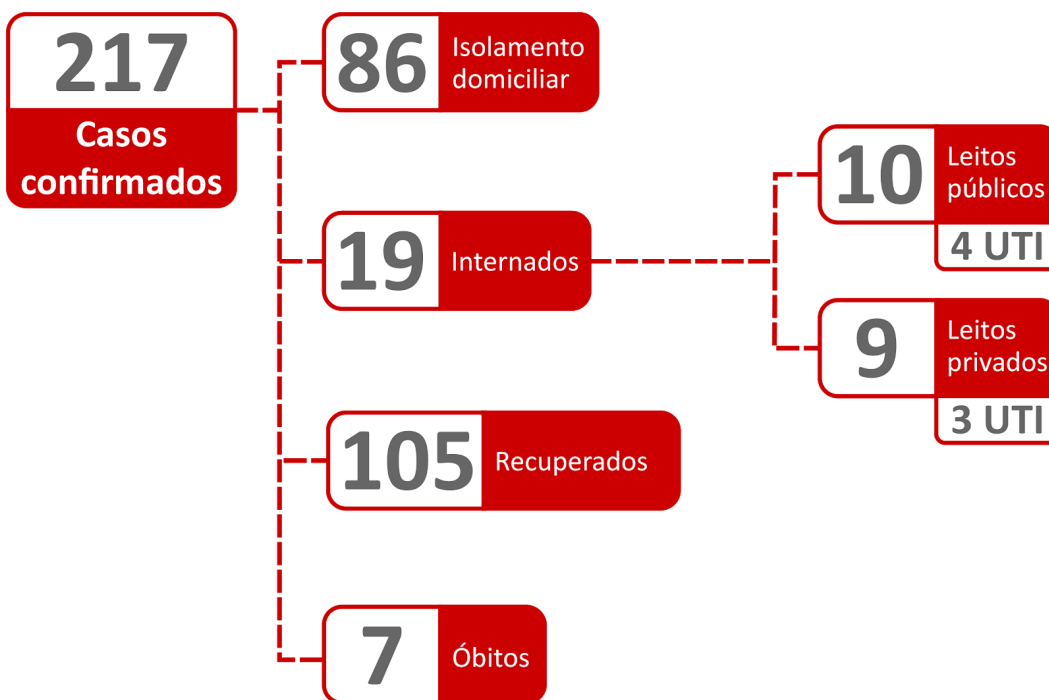 217
Casos
confirmados
86
Isolamento
domiciliar
19
Internados
10
Leitos
públicos
4 UTI
9
Leitos
privados
3 UTI
105
Recuperados
7
Óbitos